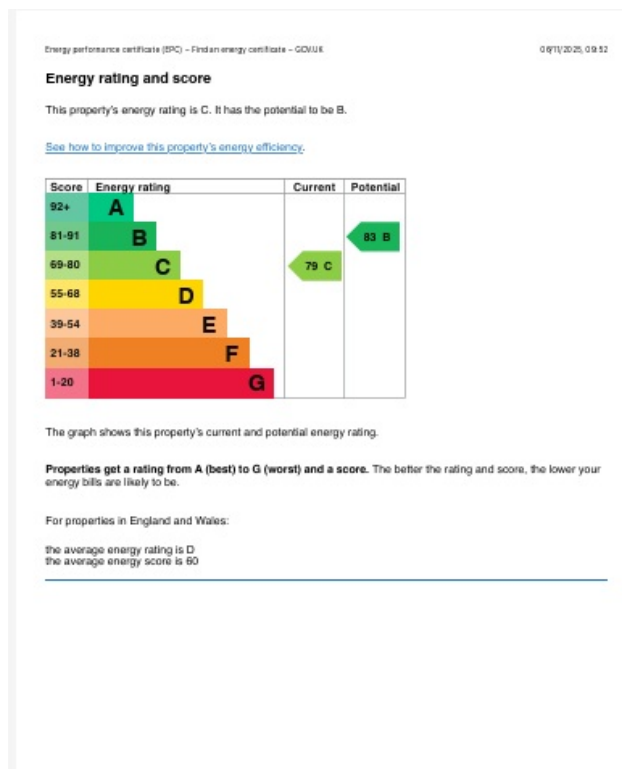 Energy performance certificate (EPC) – Find an energy certificate – GOV.UK 06/11/2025, 09:52
Energy rating and score
This property's energy rating is C. It has the potential to be B.
See how to improve this property's energy efficiency.
Score Energy rating Current Potential
92+ A
81-91 B 83 B
69-80 C 79 C
55-68 D
39-54 E
21-38 F
1-20 G
The graph shows this property's current and potential energy rating.
Properties get a rating from A (best) to G (worst) and a score. The better the rating and score, the lower your
energy bills are likely to be.
For properties in England and Wales:
the average energy rating is D
the average energy score is 60